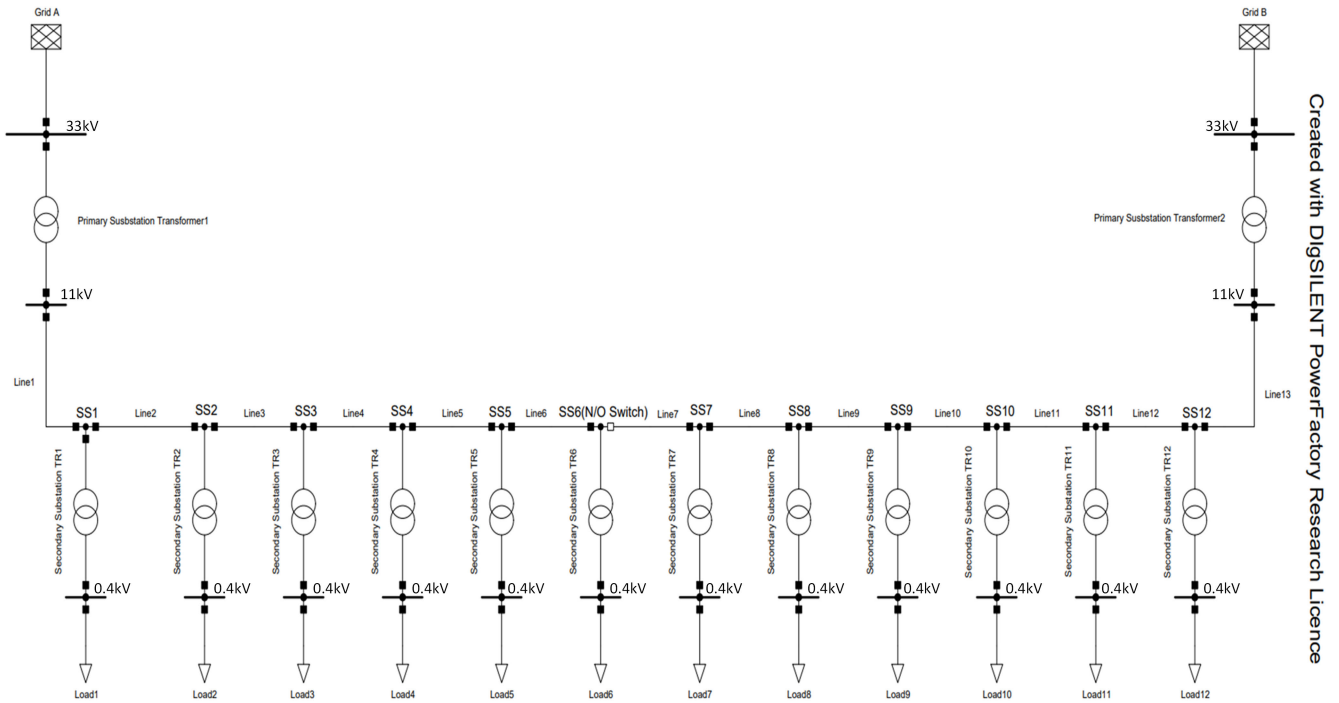 Grid A
Grid B
33kV
33kV
Primary Susbstation Transformer1
Primary Susbstation Transformer2
11kV
11kV
Line1
Line13
SS1
Line2
SS2
Line3
SS3
Line4
SS4
Line5
SS5
Line6
SS6(N/O Switch)
Line7
SS7
Line8
SS8
Line9
SS9
Line10
SS10
Line11
SS11
Line12
SS12
Secondary Substation TR1
Secondary Substation TR2
Secondary Substation TR3
Secondary Substation TR4
Secondary Substation TR5
Secondary Substation TR6
Secondary Substation TR7
Secondary Substation TR8
Secondary Substation TR9
Secondary Substation TR10
Secondary Substation TR11
Secondary Substation TR12
0.4kV
0.4kV
0.4kV
0.4kV
0.4kV
0.4kV
0.4kV
0.4kV
0.4kV
0.4kV
0.4kV
0.4kV
Load1
Load2
Load3
Load4
Load5
Load6
Load7
Load8
Load9
Load10
Load11
Load12
Created with DIgSILENT PowerFactory Research Licence